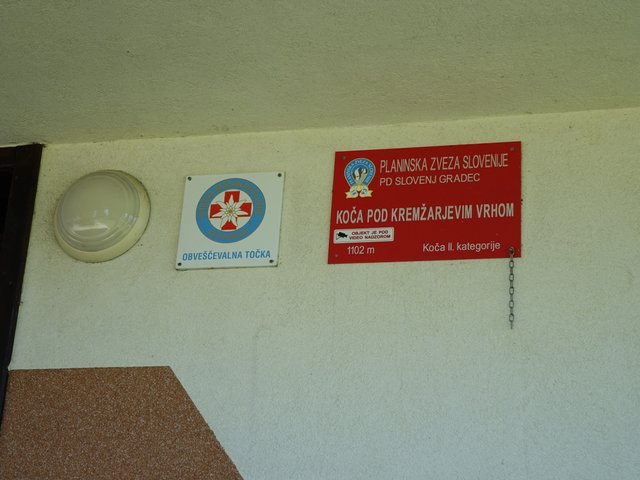 OBVEŠČEVALNA TOČKA
PLANINSKA ZVEZA SLOVENIJE
PD SLOVENJ GRADEC
KOČA POD KREMŽARJEVIM VRHOM
OBJEKT JE POD
VIDEO NADZOROM
1102 m
Koča II. kategorije